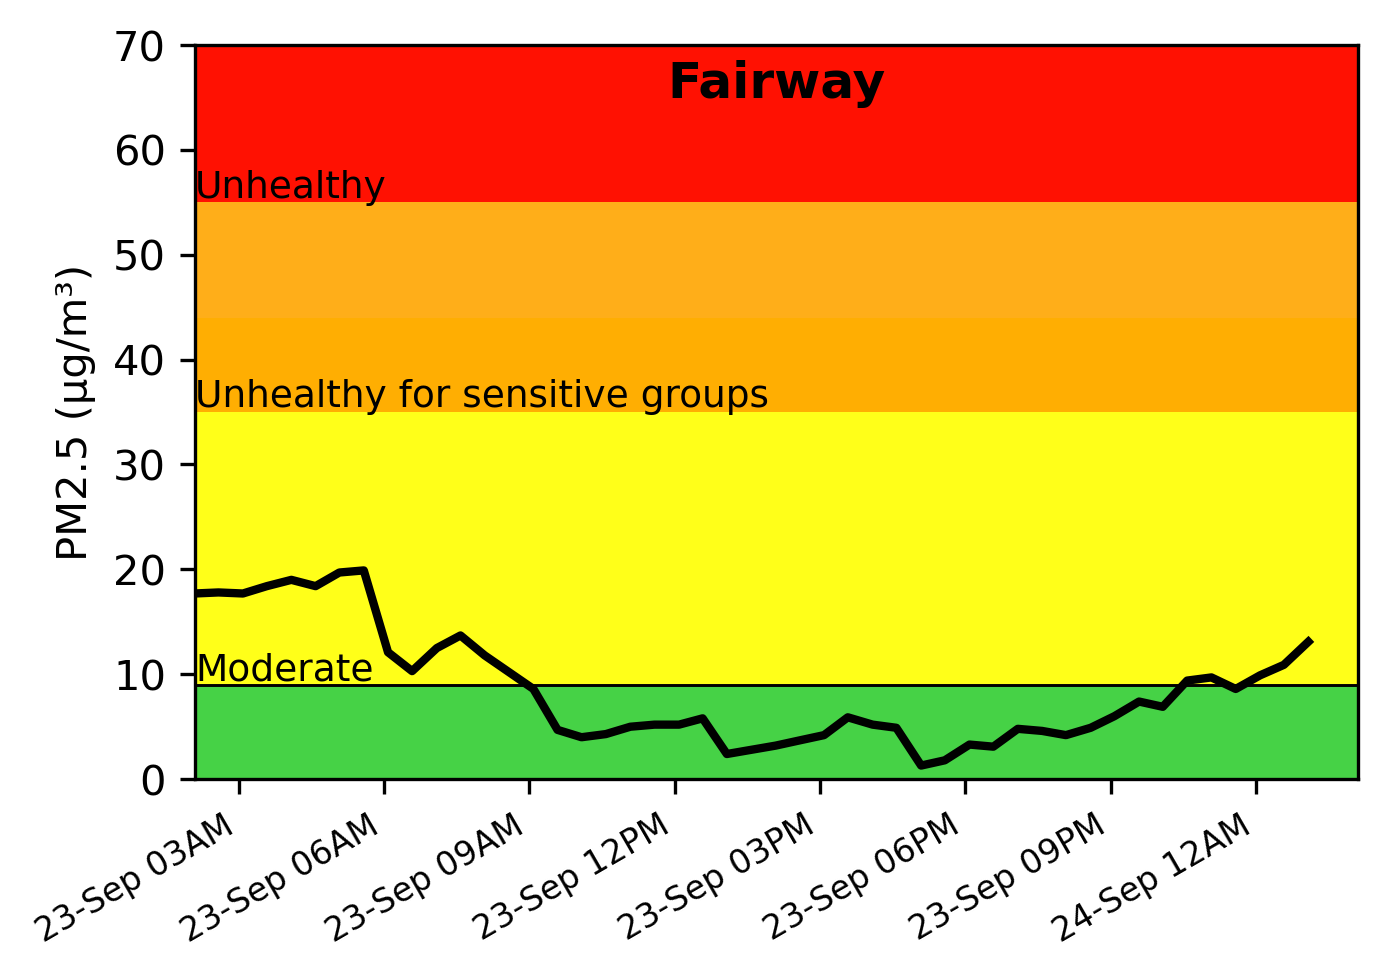 Fairway
PM2.5 (μg/m³)
70
60
50
40
30
20
10
0
Unhealthy
Unhealthy for sensitive groups
Moderate
23-Sep 03AM
23-Sep 06AM
23-Sep 09AM
23-Sep 12PM
23-Sep 03PM
23-Sep 06PM
23-Sep 09PM
24-Sep 12AM